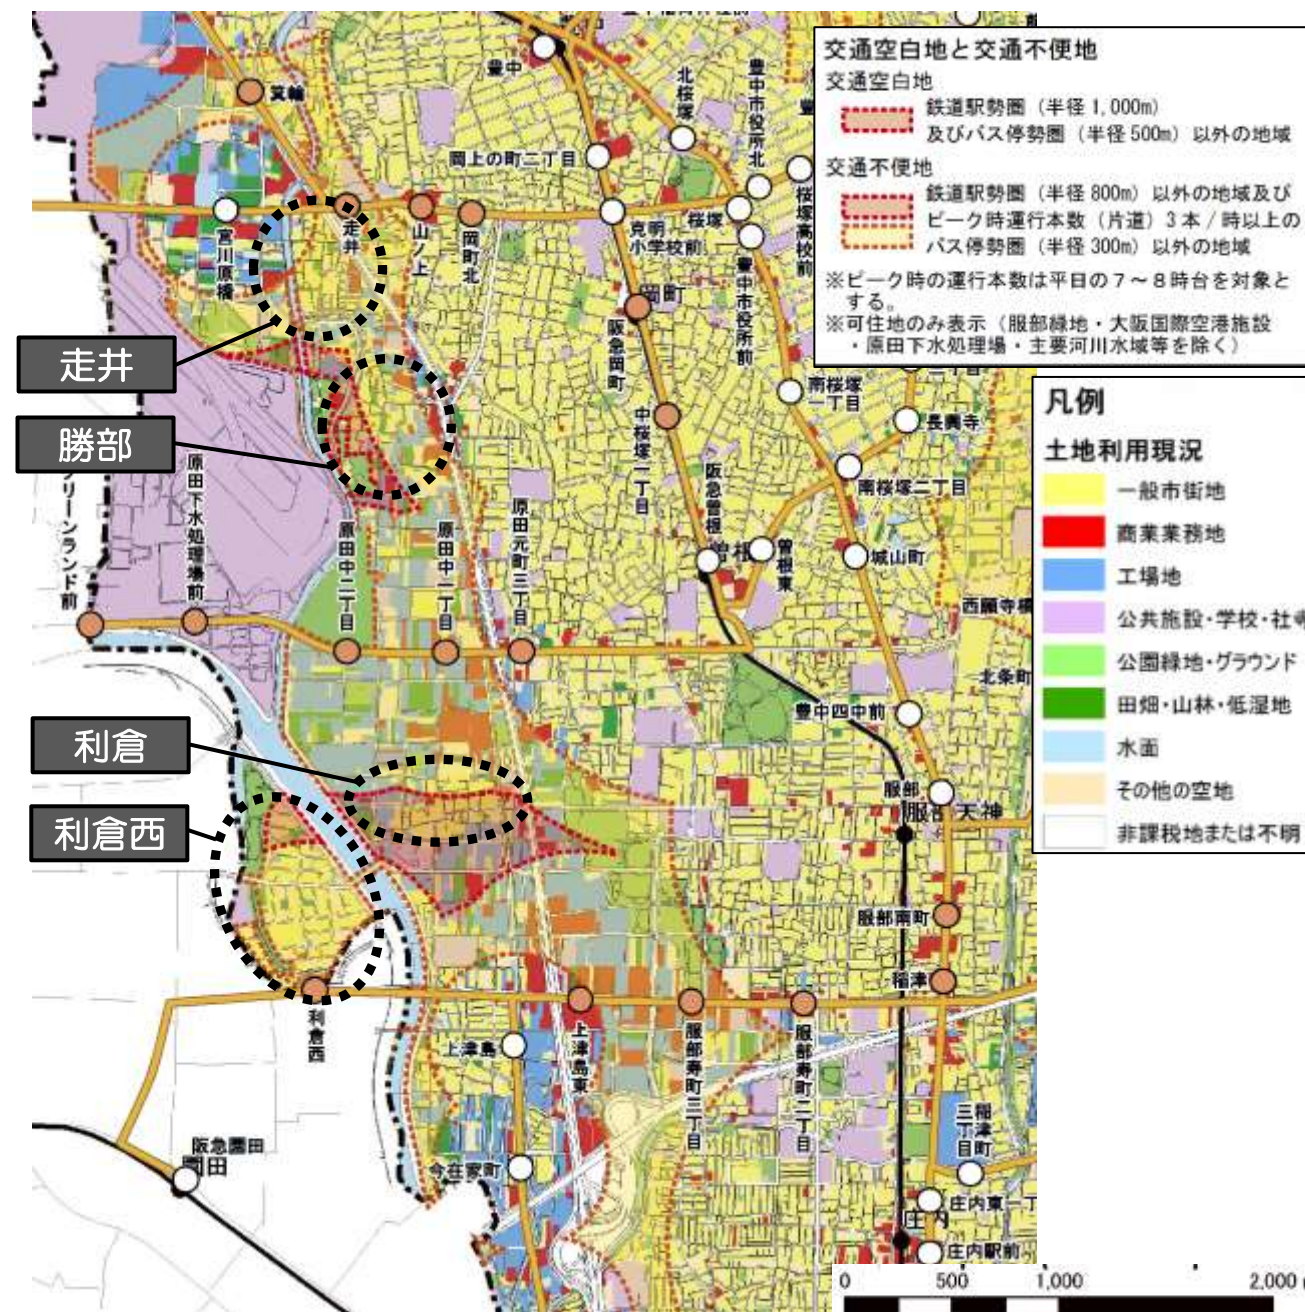 豊中
箕輪
北桜塚
豊中市役所北
岡上の町二丁目
走井
山ノ上
岡町北
克明
小学校前
桜塚
桜塚高校前
宮川原橋
豊中市役所前
岡町
阪急岡町
走井
勝部
南桜塚
一丁目
長興寺
中桜塚一丁目
南桜塚二丁目
原田下水処理場前
阪急曽根
曽根
曽根東
城山町
原田中二丁目
原田中一丁目
原田元町三丁目
西願寺橋
北条町
豊中四中前
利倉
利倉西
服部
服部天神
服部南町
稲津
利倉西
上津島
上津島東
服部寿町三丁目
服部寿町二丁目
稲津町
三丁目
阪急園田
園田
今在家町
庄内東一丁
庄内
庄内駅前
交通空白地と交通不便地
交通空白地
鉄道駅勢圏（半径1,000m）
及びバス停勢圏（半径500m）以外の地域
交通不便地
鉄道駅勢圏（半径800m）以外の地域及び
ピーク時運行本数（片道）3本/時以上の
バス停勢圏（半径300m）以外の地域
※ピーク時の運行本数は平日の7～8時台を対象と
する。
※可住地のみ表示（服部緑地・大阪国際空港施設
・原田下水処理場・主要河川水域等を除く）
凡例
土地利用現況
一般市街地
商業業務地
工場地
公共施設・学校・社寺
公園緑地・グラウンド
田畑・山林・低湿地
水面
その他の空地
非課税地または不明
0 500 1,000 2,000